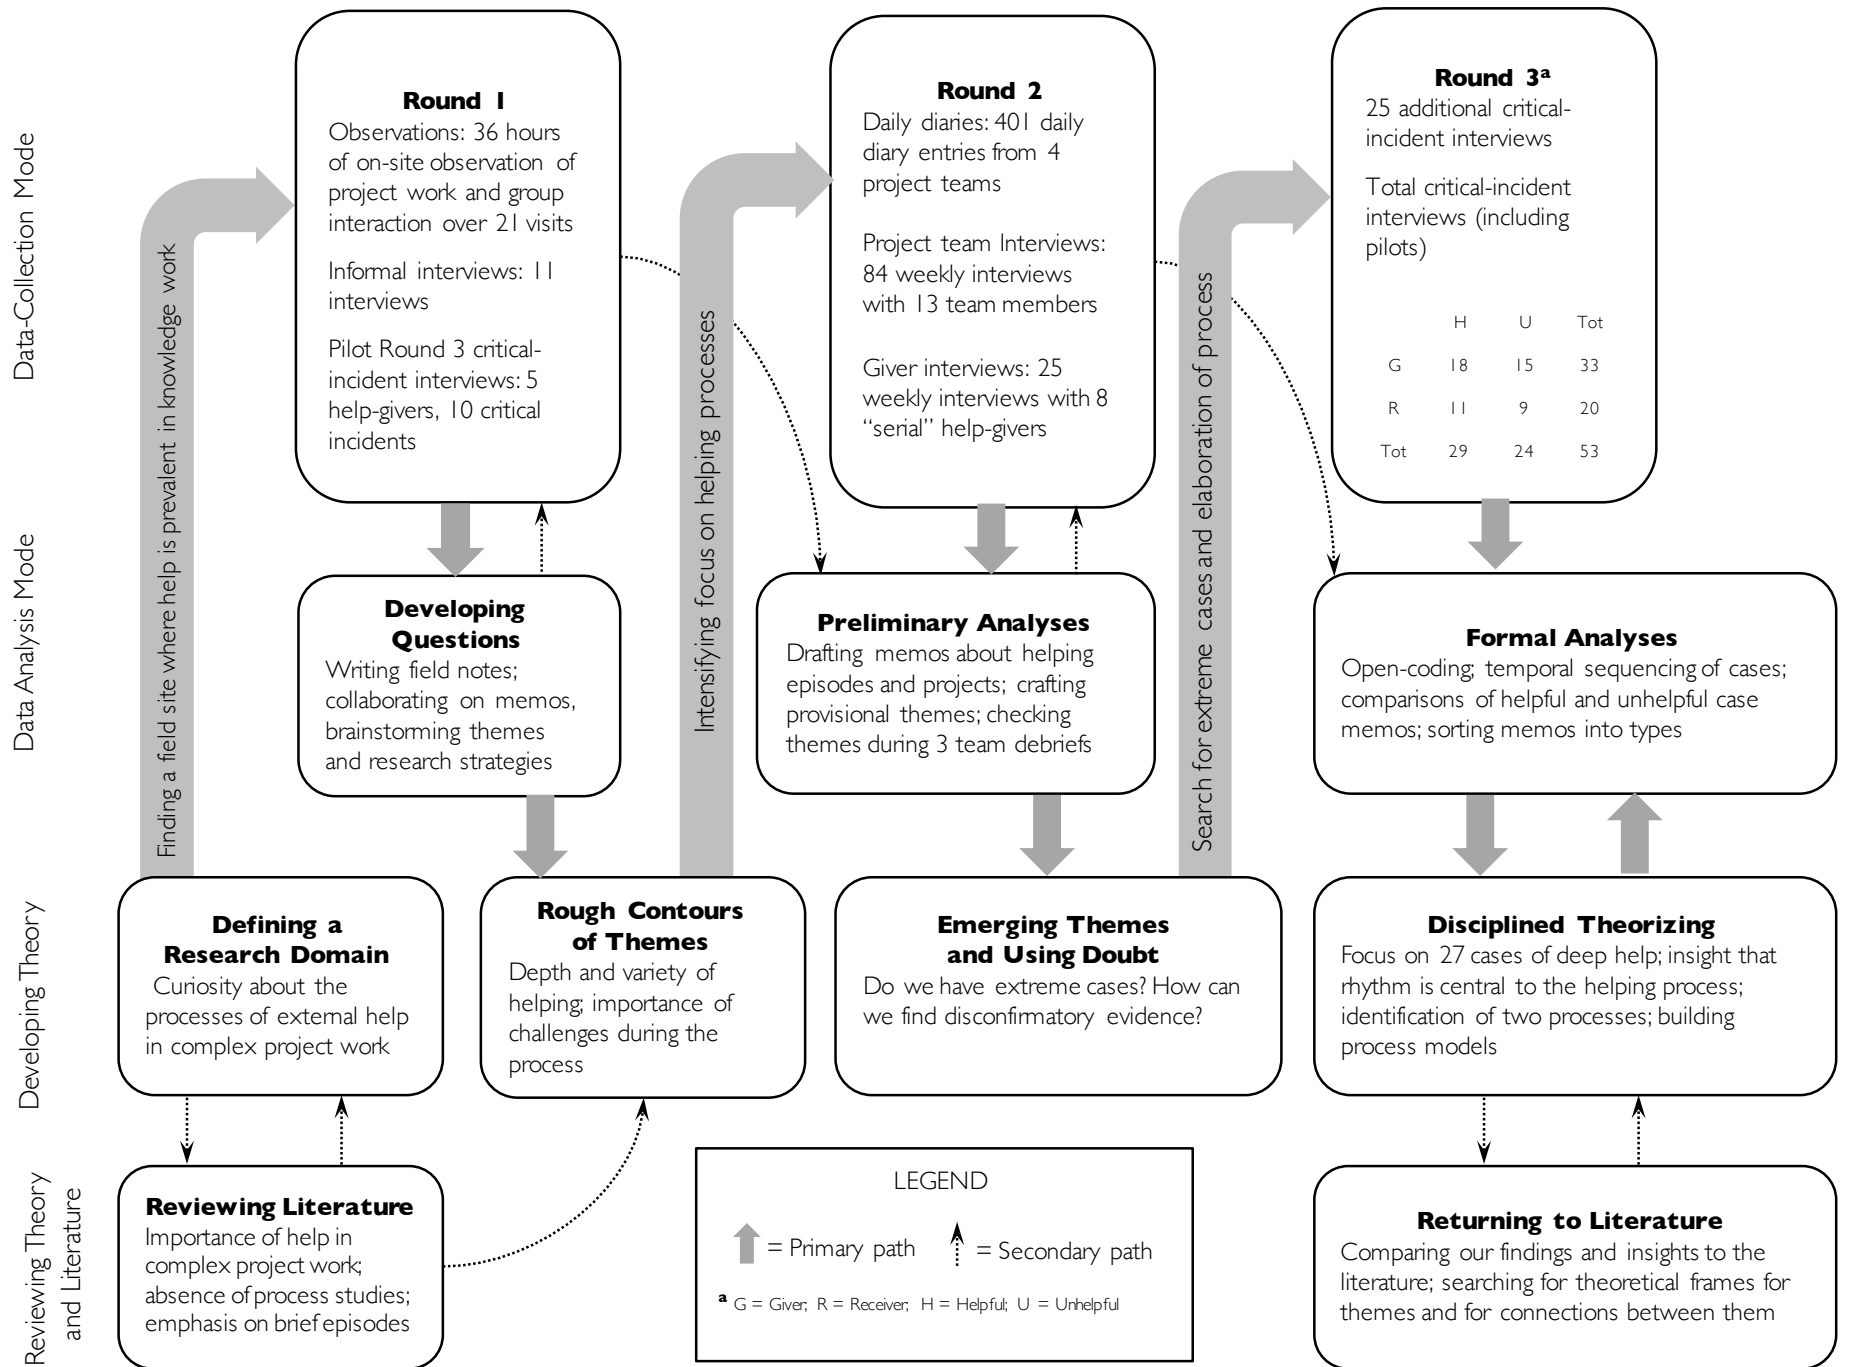 Data-Collection Mode
Data Analysis Mode
Developing Theory
Reviewing Theory
and Literature
Round 1
Observations: 36 hours
of on-site observation of
project work and group
interaction over 21 visits
Informal interviews: 11
interviews
Pilot Round 3 critical-
incident interviews: 5
help-givers, 10 critical
incidents
Round 2
Daily diaries: 401 daily
diary entries from 4
project teams
Project team Interviews:
84 weekly interviews
with 13 team members
Giver interviews: 25
weekly interviews with 8
“serial” help-givers
Round 3ª
25 additional critical-
incident interviews
Total critical-incident
interviews (including
pilots)
H U Tot
G 18 15 33
R 11 9 20
Tot 29 24 53
Finding a field site where help is prevalent in knowledge work
Intensifying focus on helping processes
Search for extreme cases and elaboration of process
Developing
Questions
Writing field notes;
collaborating on memos,
brainstorming themes
and research strategies
Preliminary Analyses
Drafting memos about helping
episodes and projects; crafting
provisional themes; checking
themes during 3 team debriefs
Formal Analyses
Open-coding; temporal sequencing of cases;
comparisons of helpful and unhelpful case
memos; sorting memos into types
Defining a
Research Domain
Curiosity about the
processes of external help
in complex project work
Rough Contours
of Themes
Depth and variety of
helping; importance of
challenges during the
process
Emerging Themes
and Using Doubt
Do we have extreme cases? How can
we find disconfirmatory evidence?
Disciplined Theorizing
Focus on 27 cases of deep help; insight that
rhythm is central to the helping process;
identification of two processes; building
process models
Reviewing Literature
Importance of help in
complex project work;
absence of process studies;
emphasis on brief episodes
LEGEND
= Primary path = Secondary path
ª G = Giver; R = Receiver; H = Helpful; U = Unhelpful
Returning to Literature
Comparing our findings and insights to the
literature; searching for theoretical frames for
themes and for connections between them